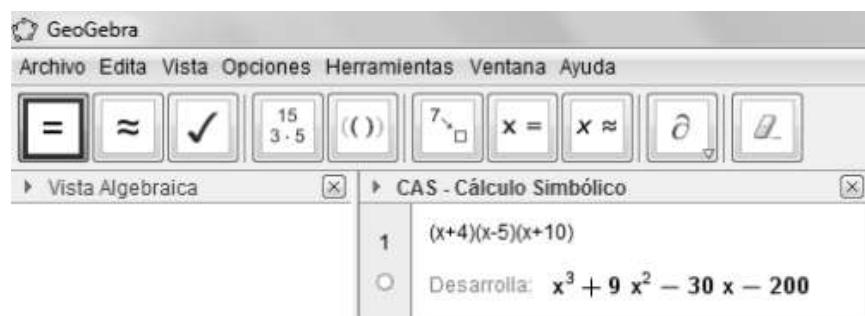 GeoGebra
Archivo Edita Vista Opciones Herramientas Ventana Ayuda
= ≈ ✓ 15 3 · 5 (( )) 7 x = x ≈ ∂
Vista Algebraica
CAS - Cálculo Simbólico
1 (x+4)(x-5)(x+10)
Desarrolla: x³ + 9 x² − 30 x − 200